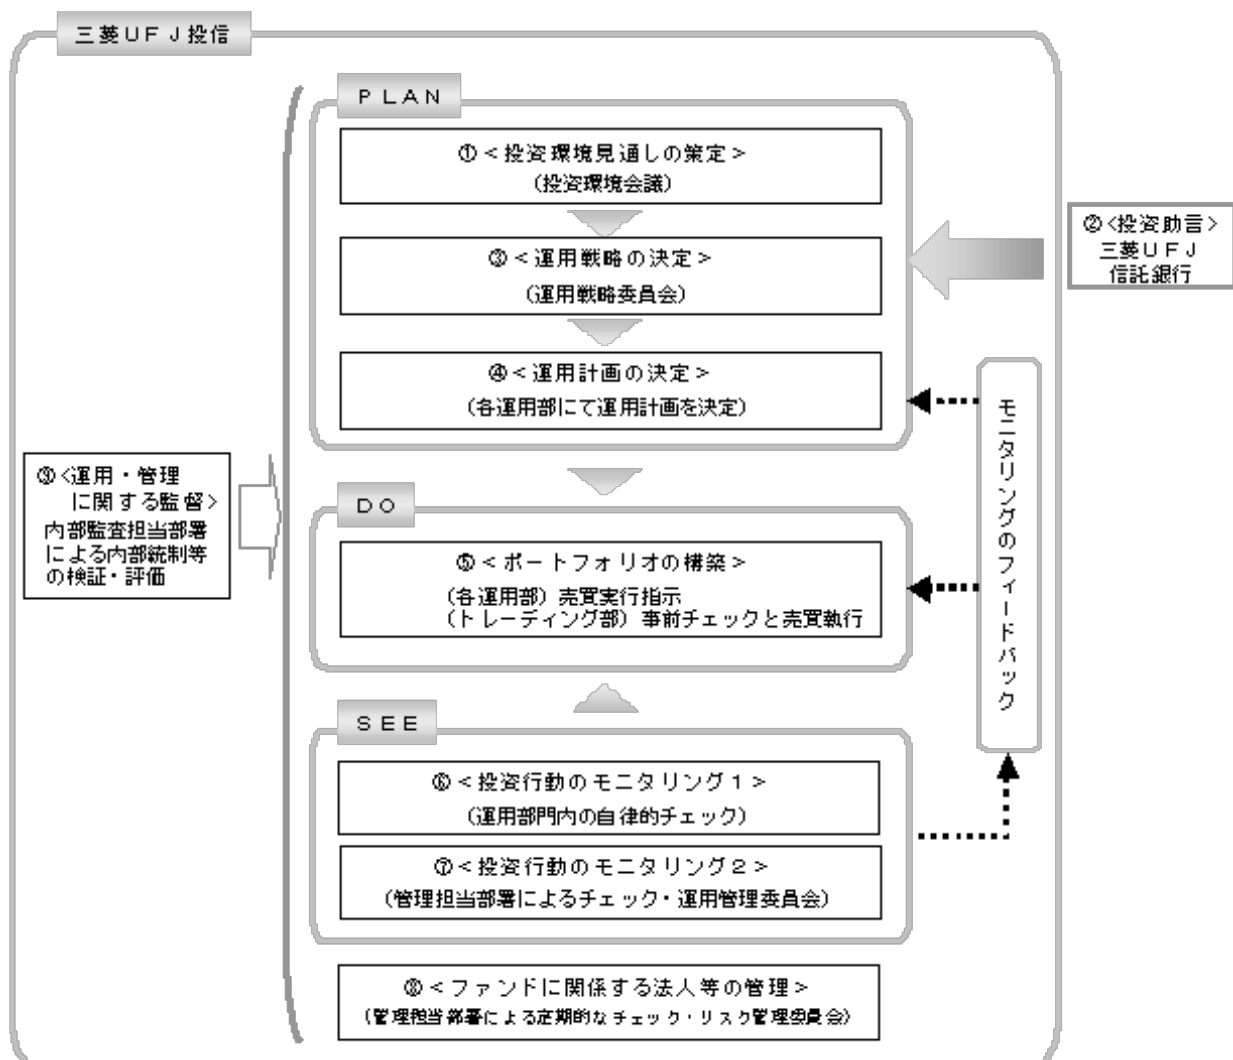 三菱UFJ投信
PLAN
①<投資環境見通しの策定>
(投資環境会議)
②<投資助言>
三菱UFJ
信託銀行
③<運用戦略の決定>
(運用戦略委員会)
④<運用計画の決定>
(各運用部にて運用計画を決定)
モニタリングのフィードバック
⑨<運用・管理
に関する監督>
内部監査担当部署
による内部統制等
の検証・評価
DO
⑤<ポートフォリオの構築>
(各運用部) 売買実行指示
(トレーディング部) 事前チェックと売買執行
SEE
⑥<投資行動のモニタリング1>
(運用部門内の自律的チェック)
⑦<投資行動のモニタリング2>
(管理担当部署によるチェック・運用管理委員会)
⑧<ファンドに関係する法人等の管理>
(管理担当部署による定期的なチェック・リスク管理委員会)